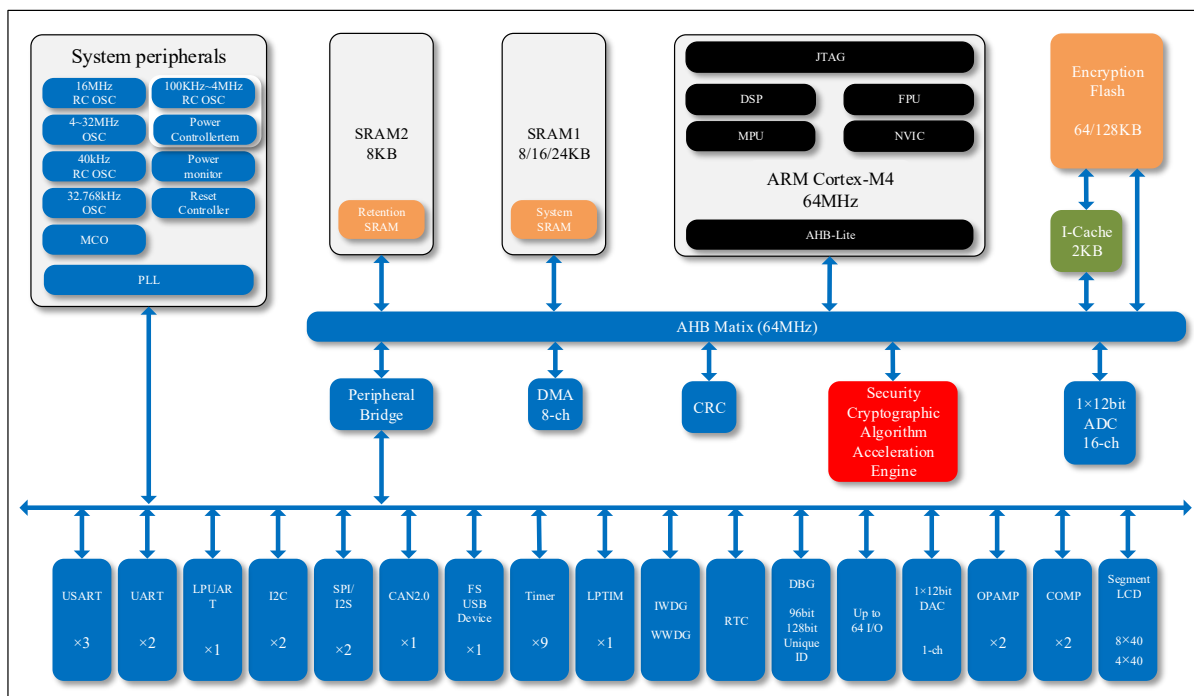 System peripherals
16MHz
RC OSC
100KHz~4MHz
RC OSC
4~32MHz
OSC
Power
Controllertem
40kHz
RC OSC
Power
monitor
32.768kHz
OSC
Reset
Controller
MCO
PLL
SRAM2
8KB
Retention
SRAM
SRAM1
8/16/24KB
System
SRAM
JTAG
DSP
FPU
MPU
NVIC
ARM Cortex-M4
64MHz
AHB-Lite
Encryption
Flash
64/128KB
I-Cache
2KB
AHB Matix (64MHz)
Peripheral
Bridge
DMA
8-ch
CRC
Security
Cryptographic
Algorithm
Acceleration
Engine
1×12bit
ADC
16-ch
USART
×3
UART
×2
LPUAR
T
×1
I2C
×2
SPI/
I2S
×2
CAN2.0
×1
FS
USB
Device
×1
Timer
×9
LPTIM
×1
IWDG
WWDG
RTC
DBG
96bit
128bit
Unique
ID
Up to
64 I/O
1×12bit
DAC
1-ch
OPAMP
×2
COMP
×2
Segment
LCD
8×40
4×40